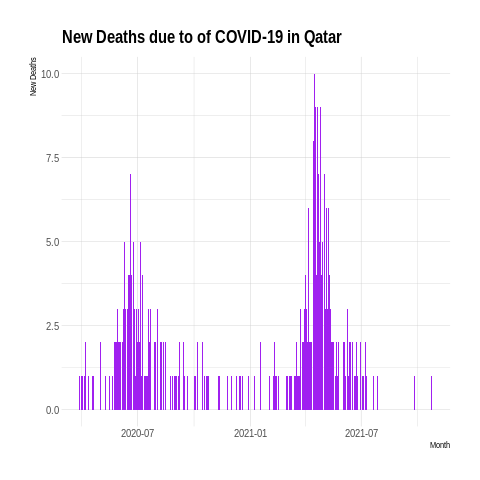 New Deaths due to of COVID-19 in Qatar
New Deaths
10.0
7.5
5.0
2.5
0.0
2020-07
2021-01
2021-07
Month